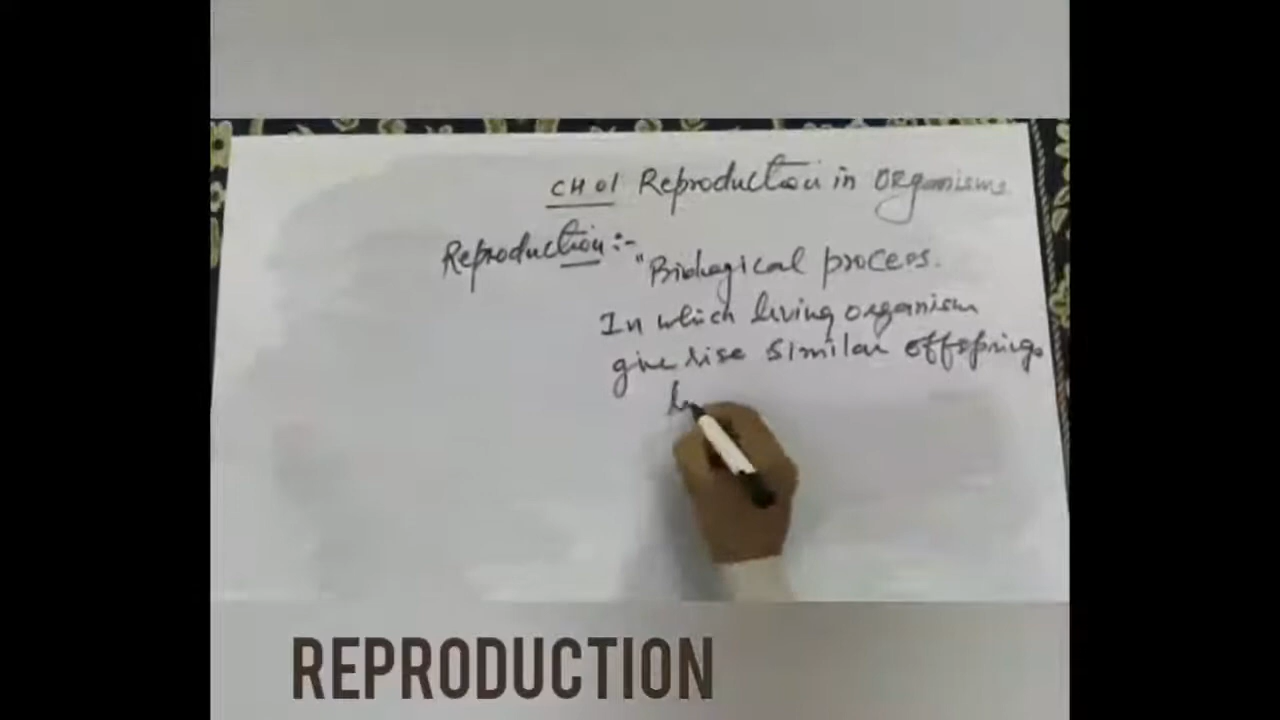 CH 01 Reproduction in Organisms
Reproduction :- "Biological process.
In which living organism
give rise similar offsprings
REPRODUCTION